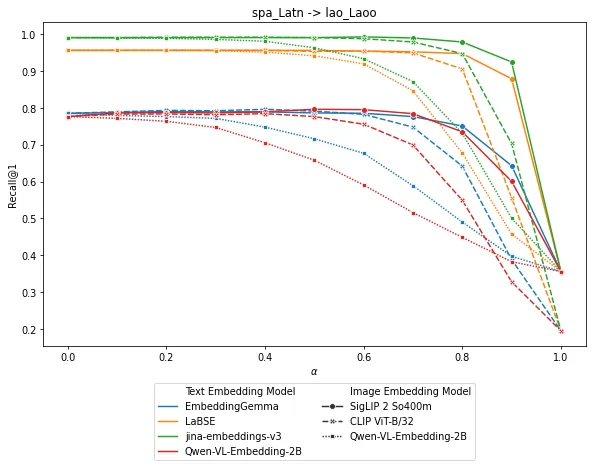 spa_Latn -> lao_Laoo
1.0
0.9
0.8
0.7
0.6
0.5
0.4
0.3
0.2
Recall@1
0.0 0.2 0.4 0.6 0.8 1.0
α
Text Embedding Model Image Embedding Model
EmbeddingGemma SigLIP 2 So400m
LaBSE CLIP ViT-B/32
jina-embeddings-v3 Qwen-VL-Embedding-2B
Qwen-VL-Embedding-2B